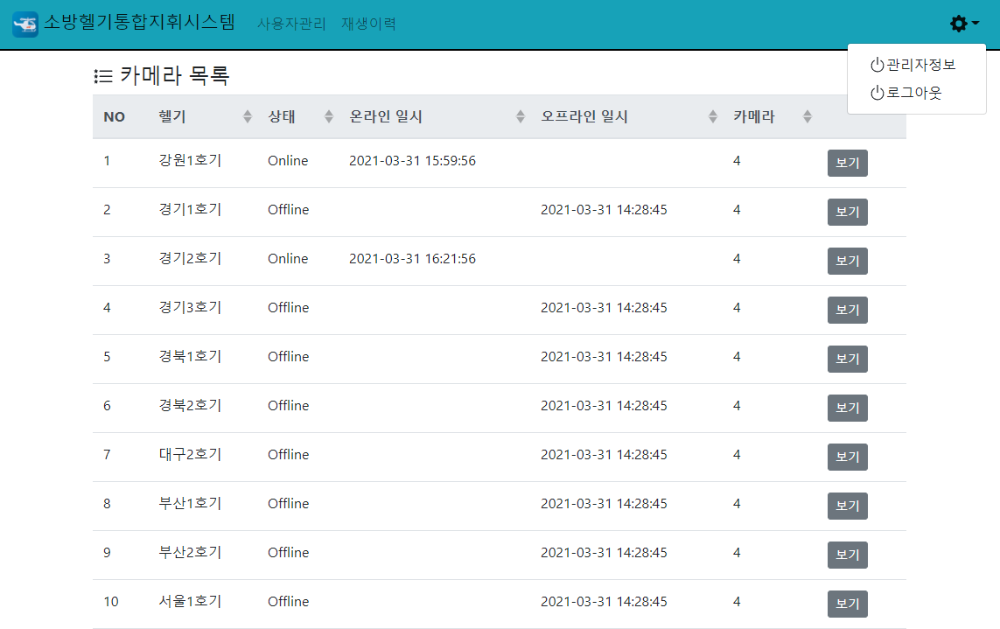 소방헬기통합지휘시스템 사용자관리 재생이력
관리자정보
로그아웃
카메라 목록
NO 헬기 상태 온라인 일시 오프라인 일시 카메라
1 강원1호기 Online 2021-03-31 15:59:56 4 보기
2 경기1호기 Offline 2021-03-31 14:28:45 4 보기
3 경기2호기 Online 2021-03-31 16:21:56 4 보기
4 경기3호기 Offline 2021-03-31 14:28:45 4 보기
5 경북1호기 Offline 2021-03-31 14:28:45 4 보기
6 경북2호기 Offline 2021-03-31 14:28:45 4 보기
7 대구2호기 Offline 2021-03-31 14:28:45 4 보기
8 부산1호기 Offline 2021-03-31 14:28:45 4 보기
9 부산2호기 Offline 2021-03-31 14:28:45 4 보기
10 서울1호기 Offline 2021-03-31 14:28:45 4 보기